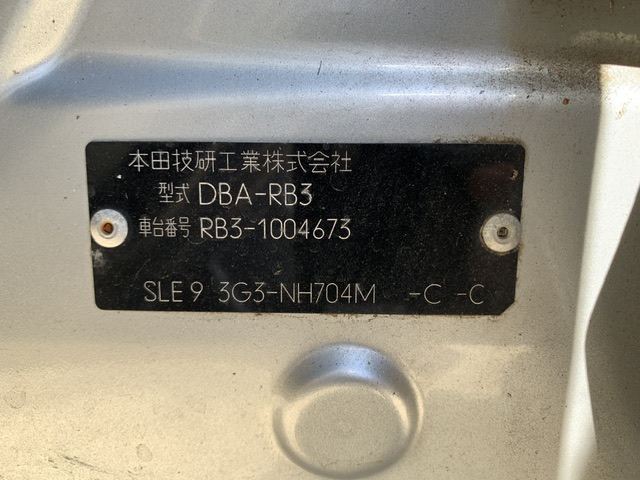 本田技研工業株式会社
型式 DBA-RB3
車台番号 RB3-1004673
SLE 9 3G3-NH704M -C -C